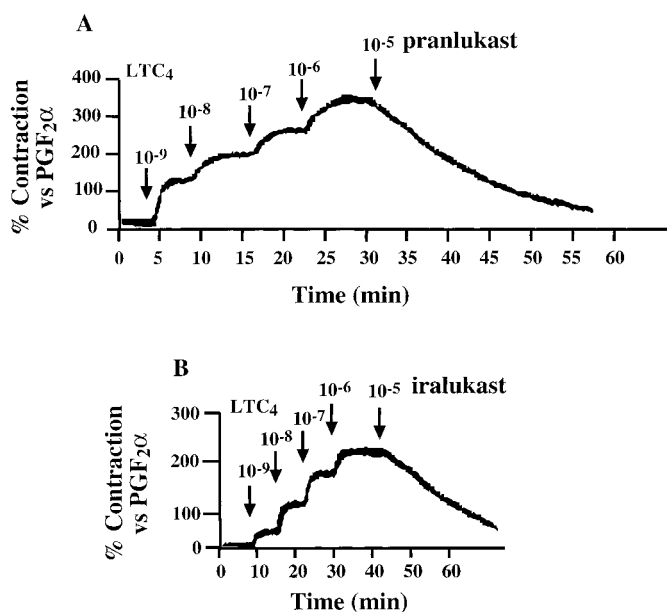 A
LTC4
10-9
10-8
10-7
10-6
10-5 pranlukast
400
300
200
100
0
% Contraction
vs PGF2α
0 5 10 15 20 25 30 35 40 45 50 55 60
Time (min)
B
LTC4
10-9
10-8
10-7
10-6
10-5 iralukast
300
200
100
0
% Contraction
vs PGF2α
0 10 20 30 40 50 60
Time (min)